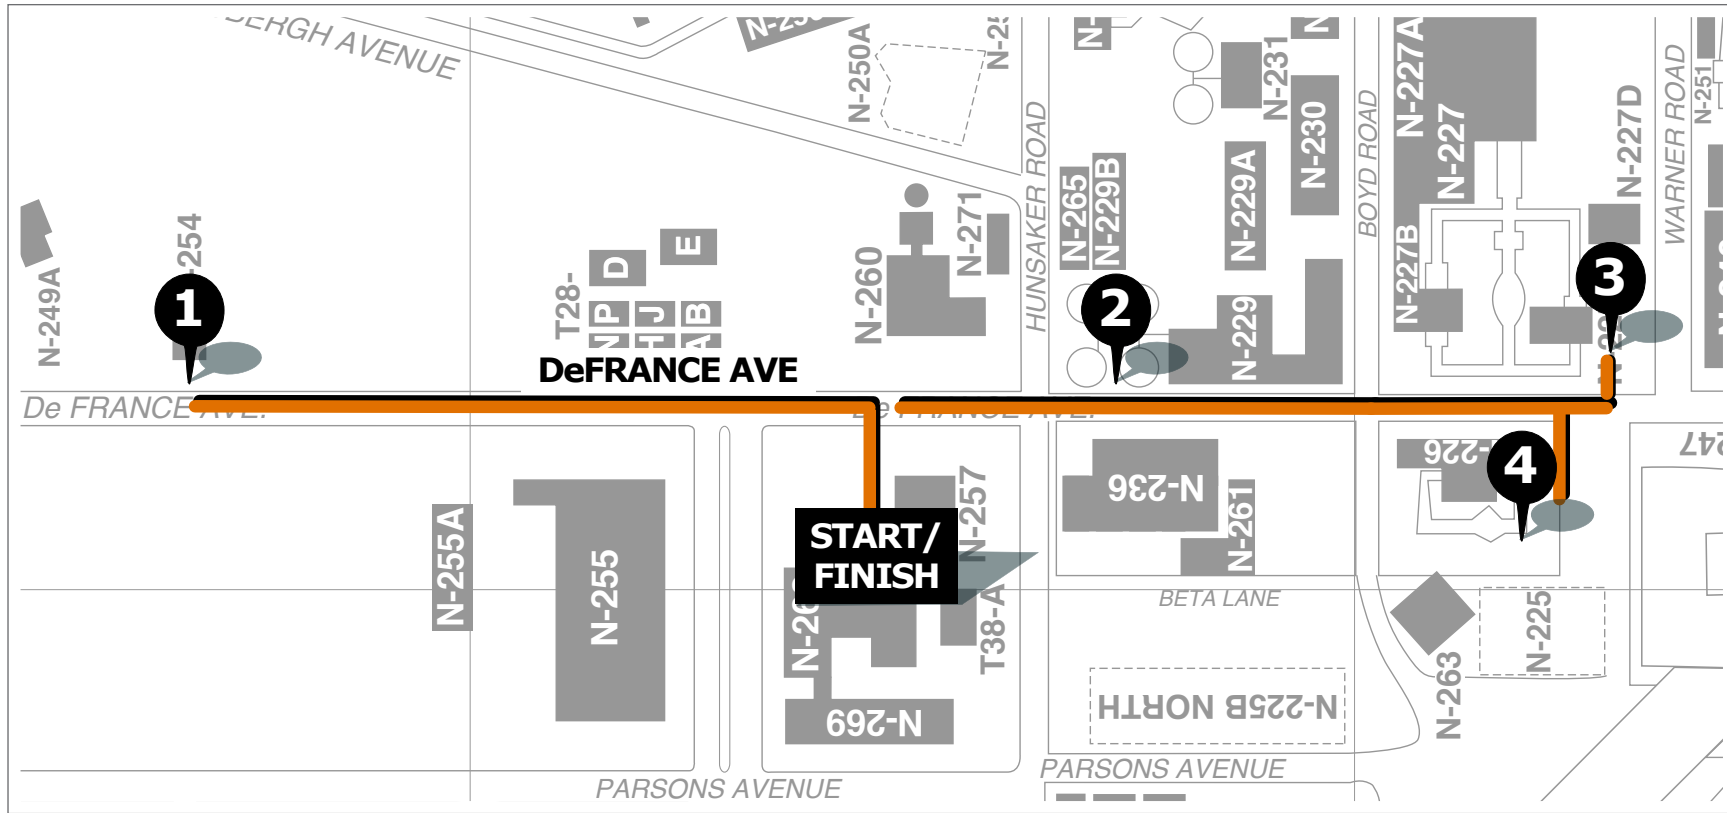 BERGH AVENUE
N-250A
N-231
N-230
N-227A
N-227
N-227D
N-251
WARNER ROAD
BOYD ROAD
HUNSAKER ROAD
N-265
N-229B
N-229A
N-249A
-254
1
T28-
D
E
P
J
B
N-260
N-271
2
N-229
N-227B
3
DeFRANCE AVE
De FRANCE AVE.
N-255A
N-255
N-257
START/
FINISH
T38-A
N-269
N-236
N-261
N-226
4
247
BETA LANE
N-225
N-263
N-225B NORTH
PARSONS AVENUE
PARSONS AVENUE